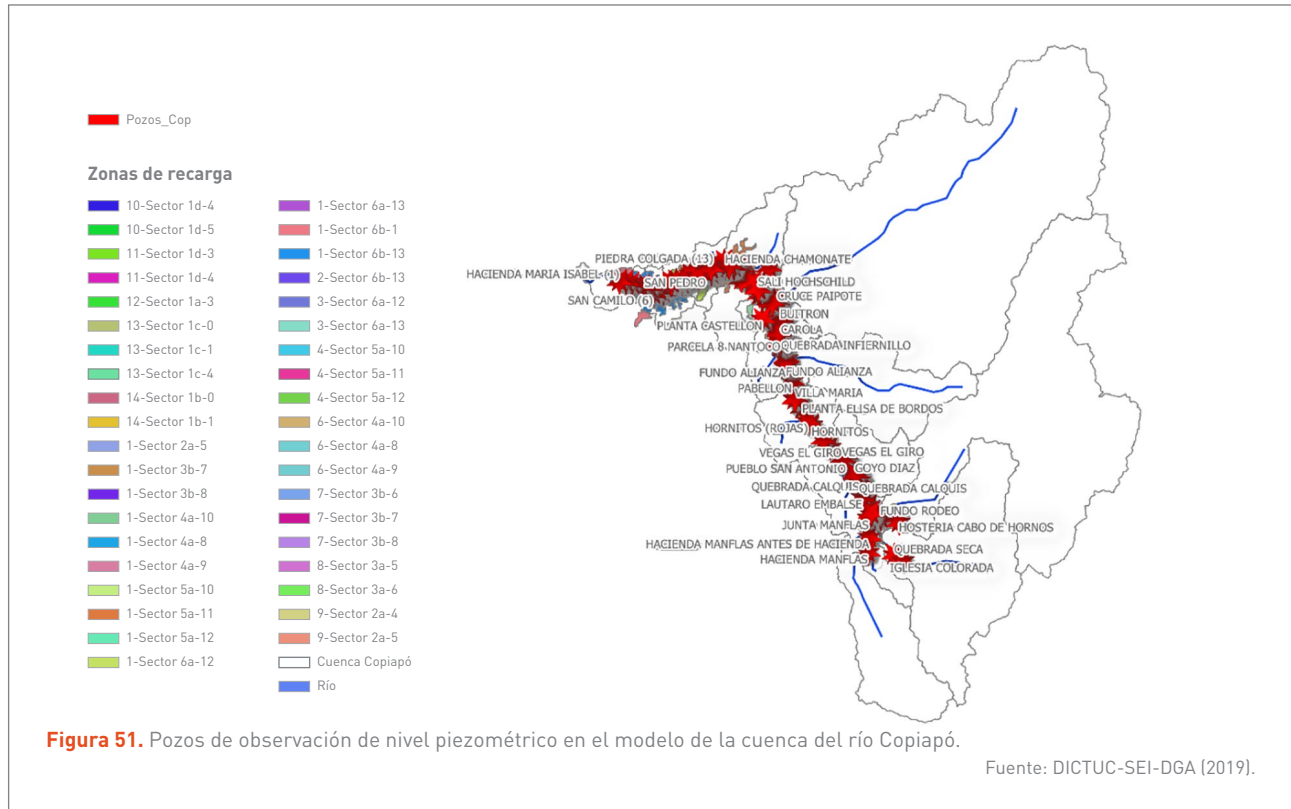 Pozos_Cop
Zonas de recarga
10-Sector 1d-4
10-Sector 1d-5
11-Sector 1d-3
11-Sector 1d-4
12-Sector 1a-3
13-Sector 1c-0
13-Sector 1c-1
13-Sector 1c-4
14-Sector 1b-0
14-Sector 1b-1
1-Sector 2a-5
1-Sector 3b-7
1-Sector 3b-8
1-Sector 4a-10
1-Sector 4a-8
1-Sector 4a-9
1-Sector 5a-10
1-Sector 5a-11
1-Sector 5a-12
1-Sector 6a-12
1-Sector 6a-13
1-Sector 6b-1
1-Sector 6b-13
2-Sector 6b-13
3-Sector 6a-12
3-Sector 6a-13
4-Sector 5a-10
4-Sector 5a-11
4-Sector 5a-12
6-Sector 4a-10
6-Sector 4a-8
6-Sector 4a-9
7-Sector 3b-6
7-Sector 3b-7
7-Sector 3b-8
8-Sector 3a-5
8-Sector 3a-6
9-Sector 2a-4
9-Sector 2a-5
Cuenca Copiapó
Río
PIEDRA COLGADA (13)
HACIENDA CHAMONATE
HACIENDA MARIA ISABEL (1)
SAN PEDRO
SALI HOCHSCHILD
SAN CAMILO (6)
CRUCE PAIPOTE
BUITRON
PLANTA CASTELLON
CAROLA
PARCELA 8 NANTOCO
QUEBRADA INFIERNILLO
FUNDO ALIANZA
FUNDO ALIANZA
PABELLON
VILLA MARIA
PLANTA ELISA DE BORDOS
HORNITOS (ROJAS)
HORNITOS
VEGAS EL GIRO
VEGAS EL GIRO
PUEBLO SAN ANTONIO
GOYO DIAZ
QUEBRADA CALQUIS
QUEBRADA CALQUIS
LAUTARO EMBALSE
FUNDO RODEO
JUNTA MANFLAS
HOSTERIA CABO DE HORNOS
HACIENDA MANFLAS ANTES DE HACIENDA
QUEBRADA SECA
HACIENDA MANFLAS
IGLESIA COLORADA
Figura 51. Pozos de observación de nivel piezométrico en el modelo de la cuenca del río Copiapó.
Fuente: DICTUC-SEI-DGA (2019).